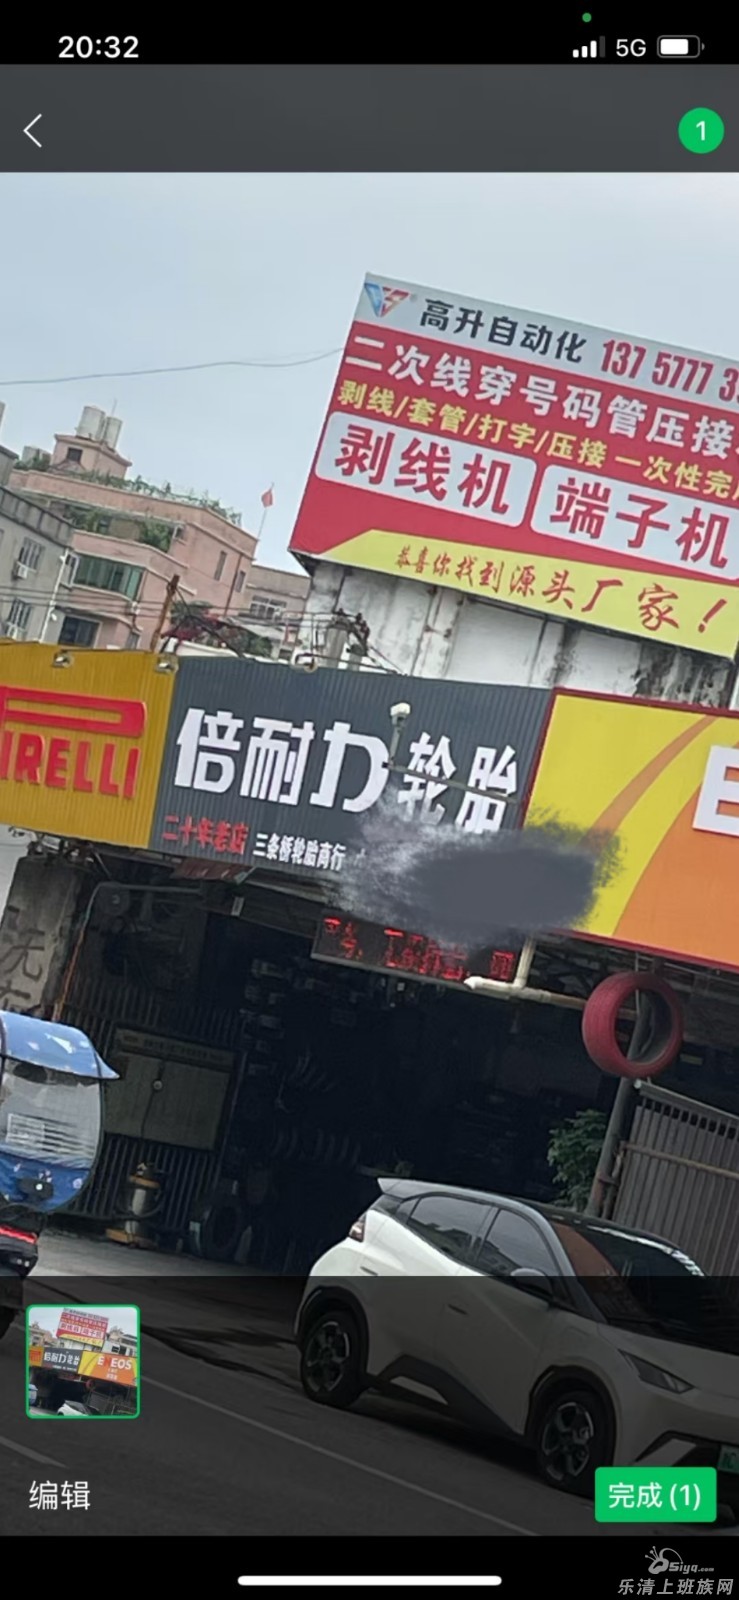 20:32
5G
1
高升自动化 137 5777 3
二次线穿号码管压接
剥线/套管/打字/压接 一次性完
剥线机 端子机
恭喜你找到源头厂家！
IRELLI
倍耐力轮胎
二十年老店 三条桥轮胎商行
E
ENEOS
编辑
完成(1)
Siyq.com
乐清上班族网